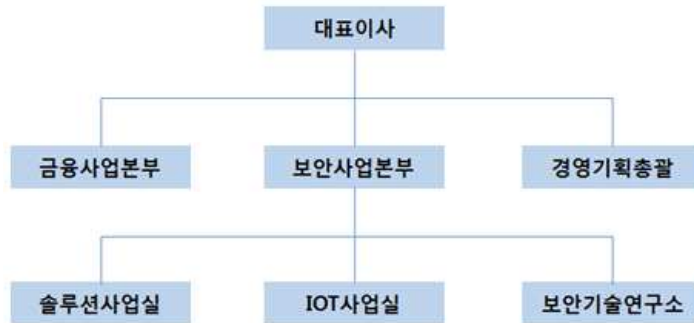 대표이사
금융사업본부
보안사업본부
경영기획총괄
솔루션사업실
IOT사업실
보안기술연구소